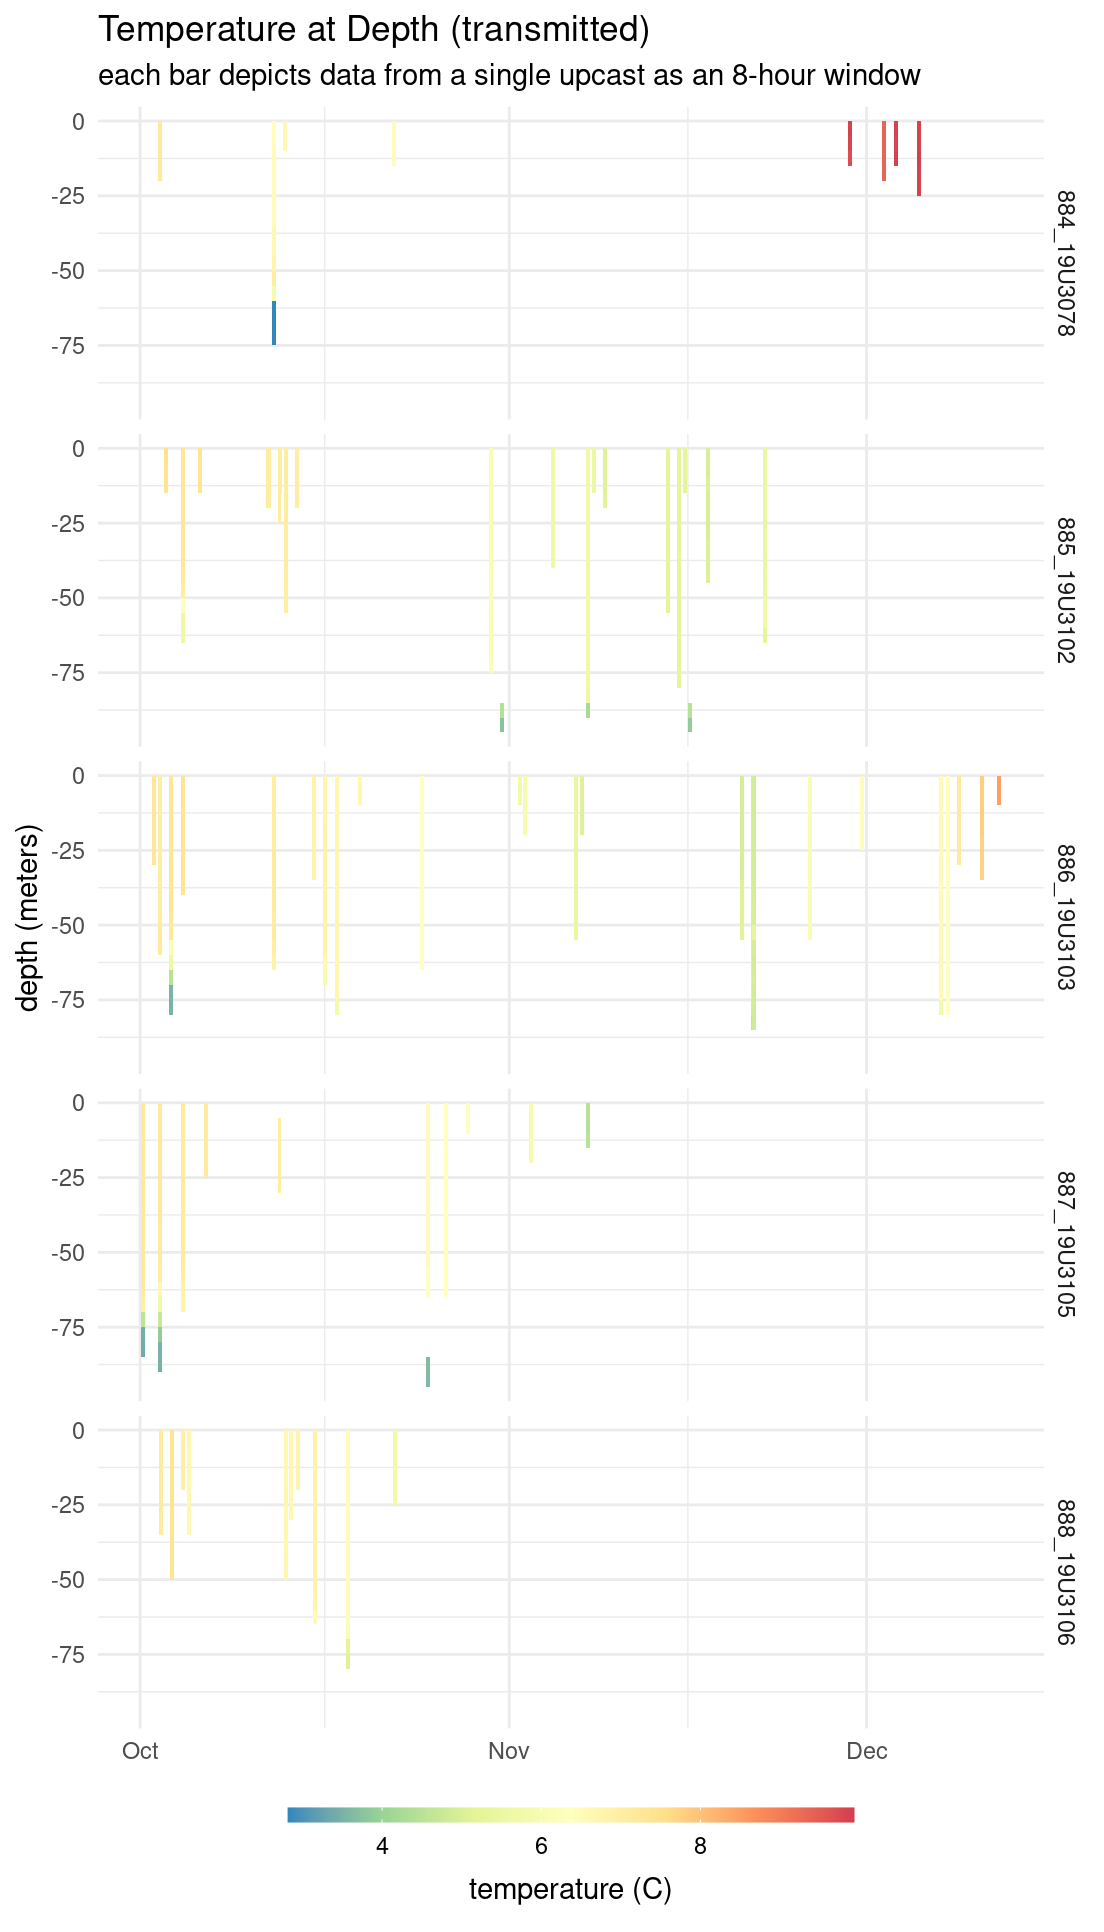 Temperature at Depth (transmitted)
each bar depicts data from a single upcast as an 8-hour window
0
-25
-50
-75
884_19U3078
0
-25
-50
-75
885_19U3102
0
-25
-50
-75
886_19U3103
0
-25
-50
-75
887_19U3105
0
-25
-50
-75
888_19U3106
depth (meters)
Oct Nov Dec
4 6 8
temperature (C)